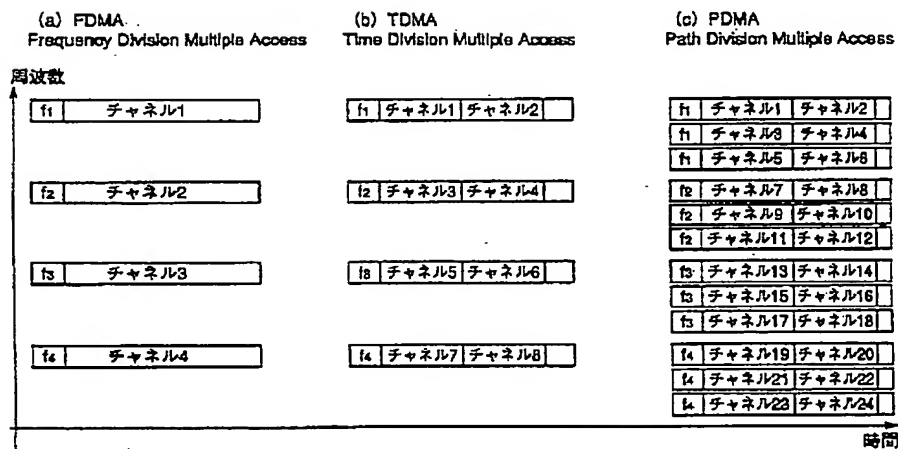 (a) FDMA
Frequency Division Multiple Access
(b) TDMA
Time Division Multiple Access
(c) PDMA
Path Division Multiple Access
周波数
f1 チャネル1
f2 チャネル2
f3 チャネル3
f4 チャネル4
f1 チャネル1 チャネル2
f2 チャネル3 チャネル4
f3 チャネル5 チャネル6
f4 チャネル7 チャネル8
f1 チャネル1 チャネル2
f1 チャネル3 チャネル4
f1 チャネル5 チャネル6
f2 チャネル7 チャネル8
f2 チャネル9 チャネル10
f2 チャネル11 チャネル12
f3 チャネル13 チャネル14
f3 チャネル15 チャネル16
f3 チャネル17 チャネル18
f4 チャネル19 チャネル20
f4 チャネル21 チャネル22
f4 チャネル23 チャネル24
時間